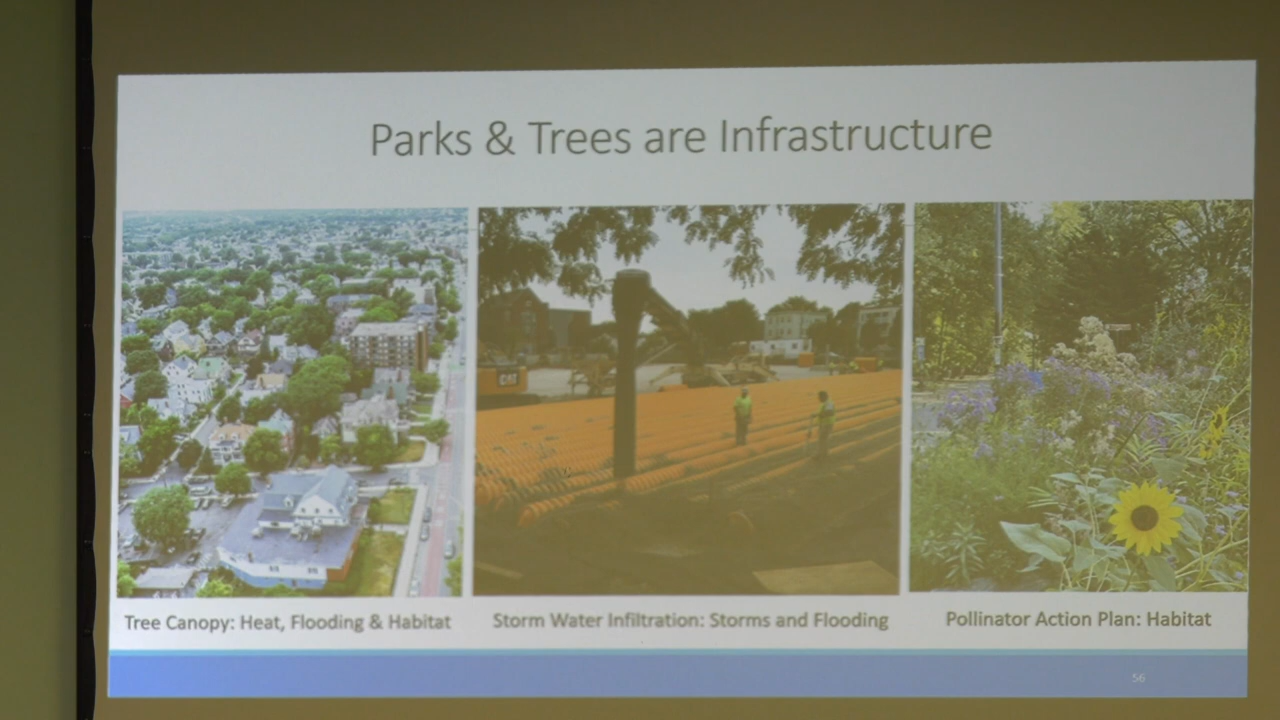 Parks & Trees are Infrastructure
CAT
Tree Canopy: Heat, Flooding & Habitat
Storm Water Infiltration: Storms and Flooding
Pollinator Action Plan: Habitat
56